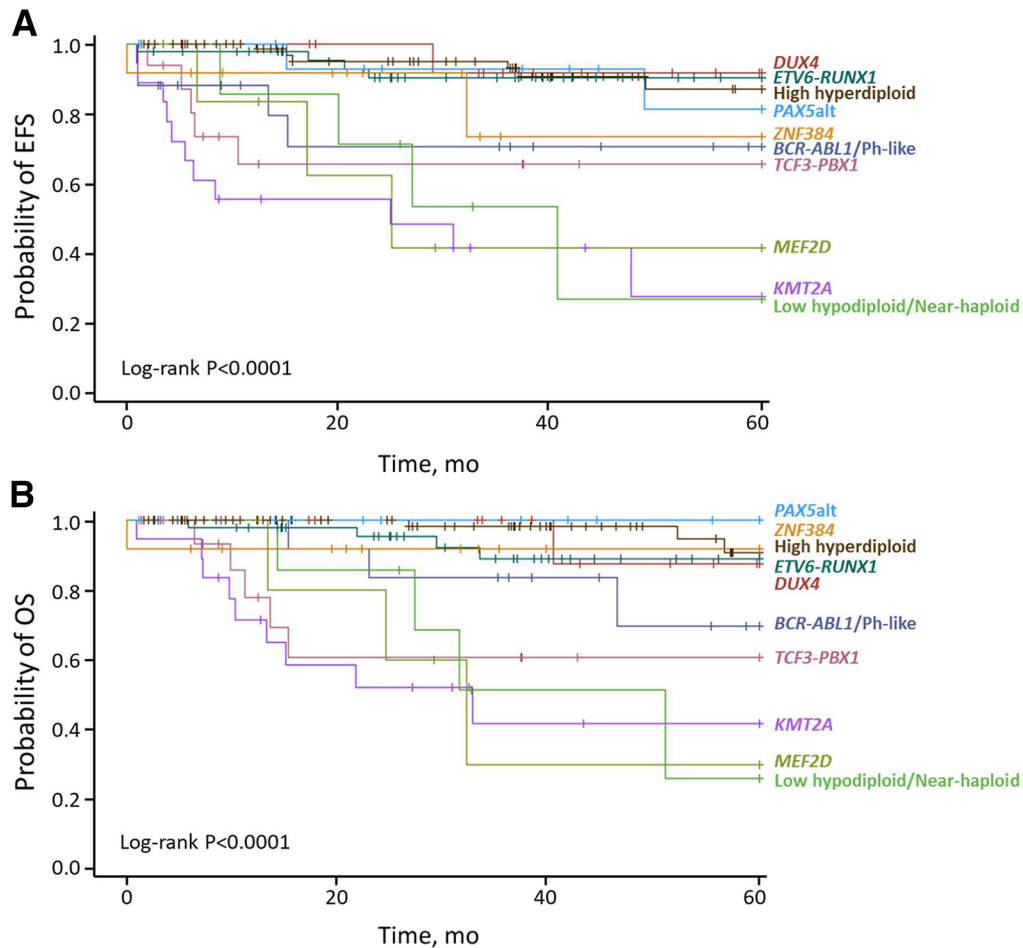 A
Probability of EFS
1.0
0.8
0.6
0.4
0.2
0.0
DUX4
ETV6-RUNX1
High hyperdiploid
PAX5alt
ZNF384
BCR-ABL1/Ph-like
TCF3-PBX1
MEF2D
KMT2A
Low hypodiploid/Near-haploid
Log-rank P<0.0001
0 20 40 60
Time, mo
B
Probability of OS
1.0
0.8
0.6
0.4
0.2
0.0
PAX5alt
ZNF384
High hyperdiploid
ETV6-RUNX1
DUX4
BCR-ABL1/Ph-like
TCF3-PBX1
KMT2A
MEF2D
Low hypodiploid/Near-haploid
Log-rank P<0.0001
0 20 40 60
Time, mo